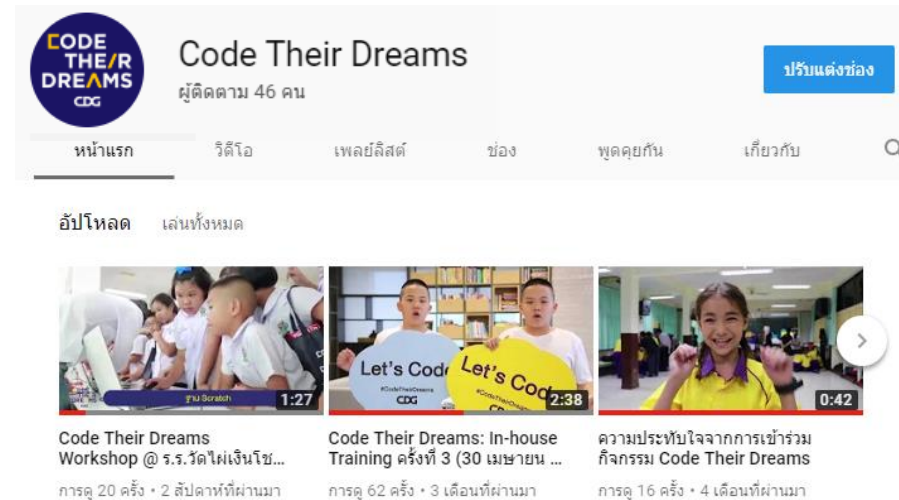 CODE
THE/R
DREAMS
CDG
Code Their Dreams
ผู้ติดตาม 46 คน
ปรับแต่งช่อง
หน้าแรก วิดีโอ เพลย์ลิสต์ ช่อง พูดคุยกัน เกี่ยวกับ
อัปโหลด เล่นทั้งหมด
ฐาน Scratch 1:27
Let's Code
#CodeTheirDreams
CDG
Let's Code
2:38
0:42
Code Their Dreams
Workshop @ ร.ร.วัดไผ่เงินโช...
การดู 20 ครั้ง • 2 สัปดาห์ที่ผ่านมา
Code Their Dreams: In-house
Training ครั้งที่ 3 (30 เมษายน ...
การดู 62 ครั้ง • 3 เดือนที่ผ่านมา
ความประทับใจจากการเข้าร่วม
กิจกรรม Code Their Dreams
การดู 16 ครั้ง • 4 เดือนที่ผ่านมา